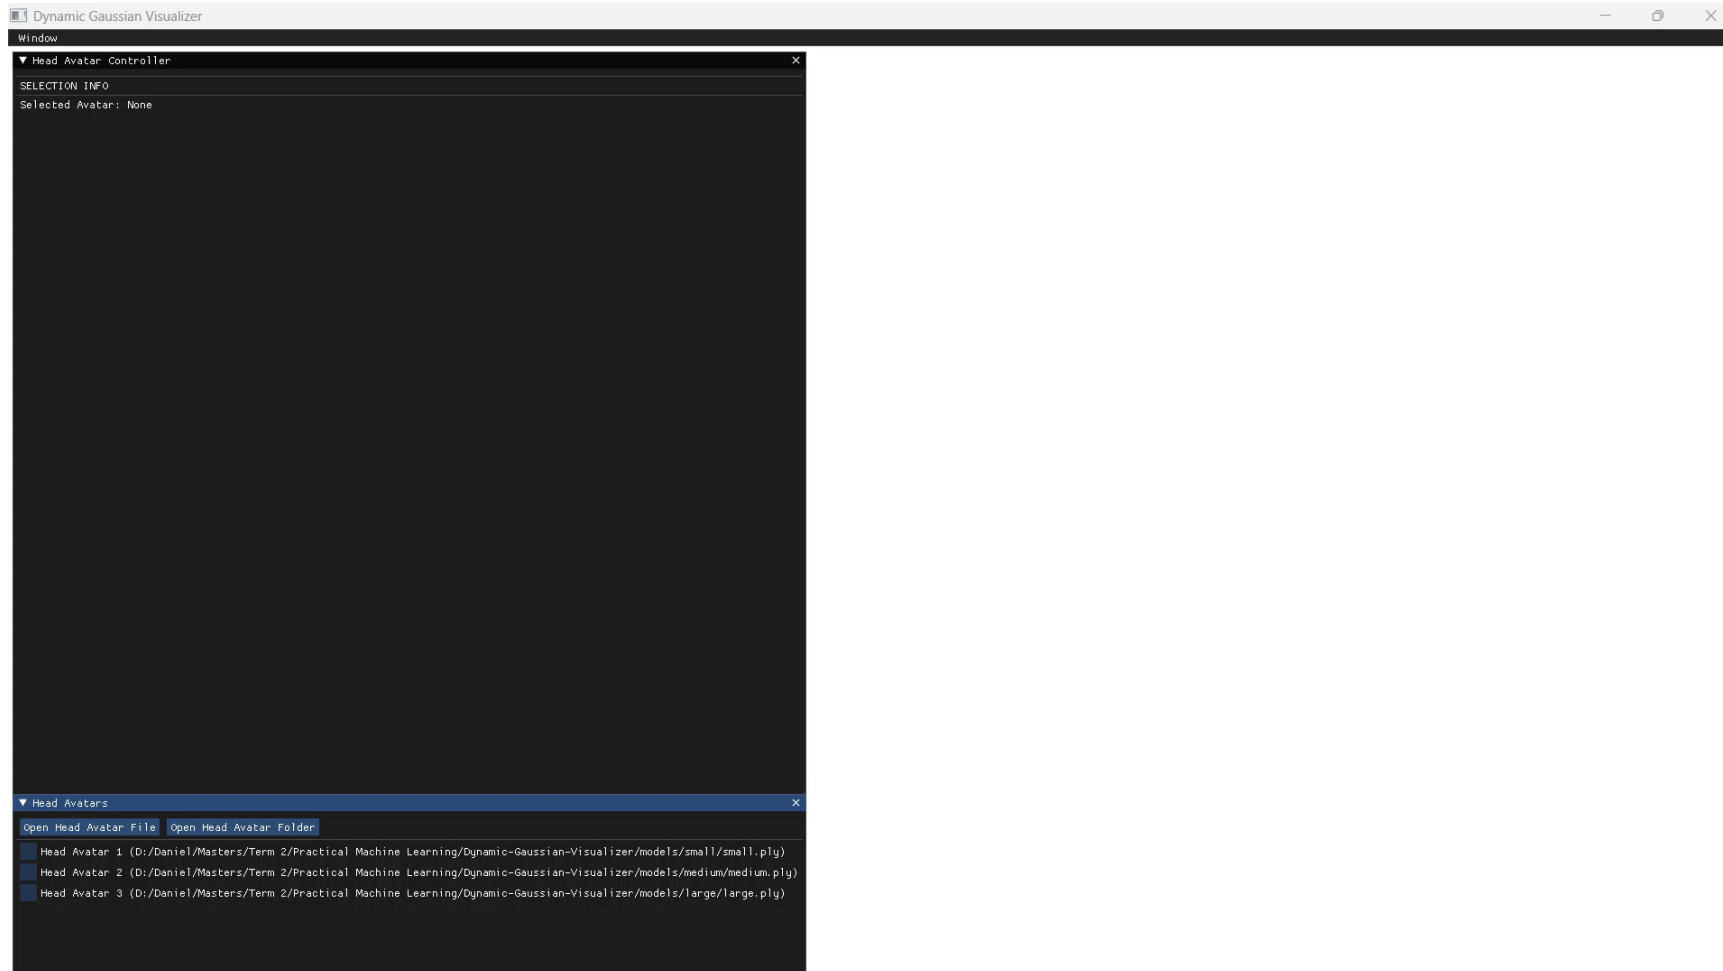 Dynamic Gaussian Visualizer
Window
Head Avatar Controller
SELECTION INFO
Selected Avatar: None
Head Avatars
Open Head Avatar File Open Head Avatar Folder
Head Avatar 1 (D:/Daniel/Masters/Term 2/Practical Machine Learning/Dynamic-Gaussian-Visualizer/models/small/small.ply)
Head Avatar 2 (D:/Daniel/Masters/Term 2/Practical Machine Learning/Dynamic-Gaussian-Visualizer/models/medium/medium.ply)
Head Avatar 3 (D:/Daniel/Masters/Term 2/Practical Machine Learning/Dynamic-Gaussian-Visualizer/models/large/large.ply)